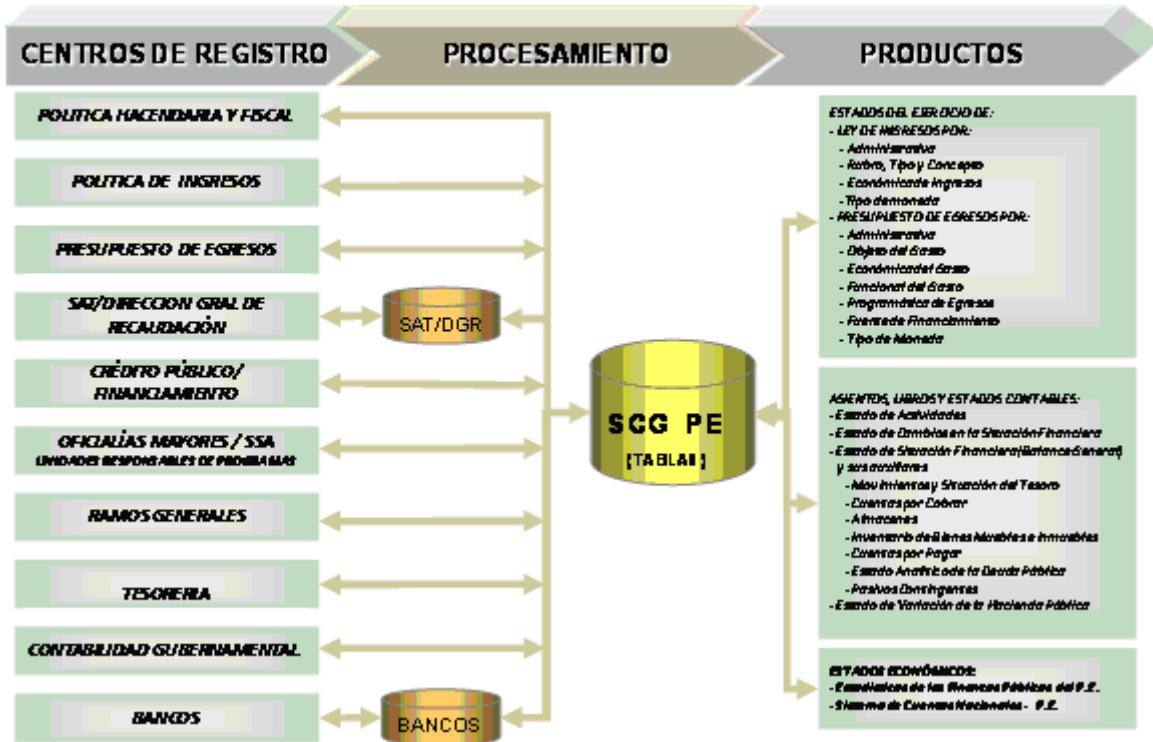 CENTROS DE REGISTRO
PROCESAMIENTO
PRODUCTOS
POLITICA HACENDARIA Y FISCAL
POLITICA DE INGRESOS
PRESUPUESTO DE EGRESOS
SAT/DIRECCION GRAL DE
RECAUDACIÓN
CRÉDITO PÚBLICO/
FINANCIAMIENTO
OFICIALÍAS MAYORES / SSA
UNIDADES RESPONSABLES DE PROGRAMAS
RAMOS GENERALES
TESORERIA
CONTABILIDAD GUBERNAMENTAL
BANCOS
SAT/DGR
BANCOS
SCG PE
(TABLAS)
ESTADOS DEL EJERCICIO DE:
- LEY DE INGRESOS POR:
- Administrativa
- Rubro, Tipo y Concepto
- Económica de Ingresos
- Tipo de moneda
- PRESUPUESTO DE EGRESOS POR:
- Administrativa
- Objeto del Gasto
- Económica del Gasto
- Funcional del Gasto
- Programática de Egresos
- Fuente de Financiamiento
- Tipo de Moneda
ASIENTOS, LIBROS Y ESTADOS CONTABLES:
- Estado de Actividades
- Estado de Cambios en la Situación Financiera
- Estado de Situación Financiera (Balance General)
y sus auxiliares
- Movimientos y Situación del Tesoro
- Cuentas por Cobrar
- Almacenes
- Inventario de Bienes Muebles e Inmuebles
- Cuentas por Pagar
- Estado Analítico de la Deuda Pública
- Pasivos Contingentes
- Estado de Variación de la Hacienda Pública
ESTADOS ECONÓMICOS:
- Estadísticas de las Finanzas Públicas del P.E.
- Sistema de Cuentas Nacionales - P.E.